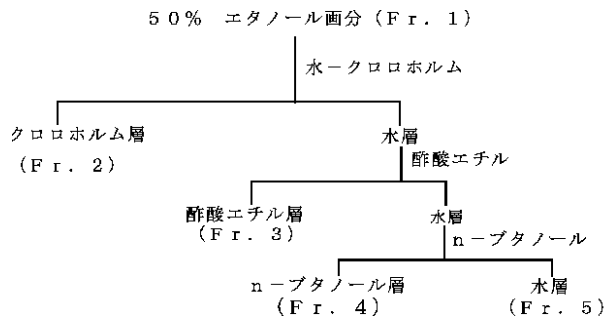 ５０％　エタノール画分（Ｆｒ．１）
水－クロロホルム
クロロホルム層
（Ｆｒ．２）
水層
酢酸エチル
酢酸エチル層
（Ｆｒ．３）
水層
ｎ－ブタノール
ｎ－ブタノール層
（Ｆｒ．４）
水層
（Ｆｒ．５）